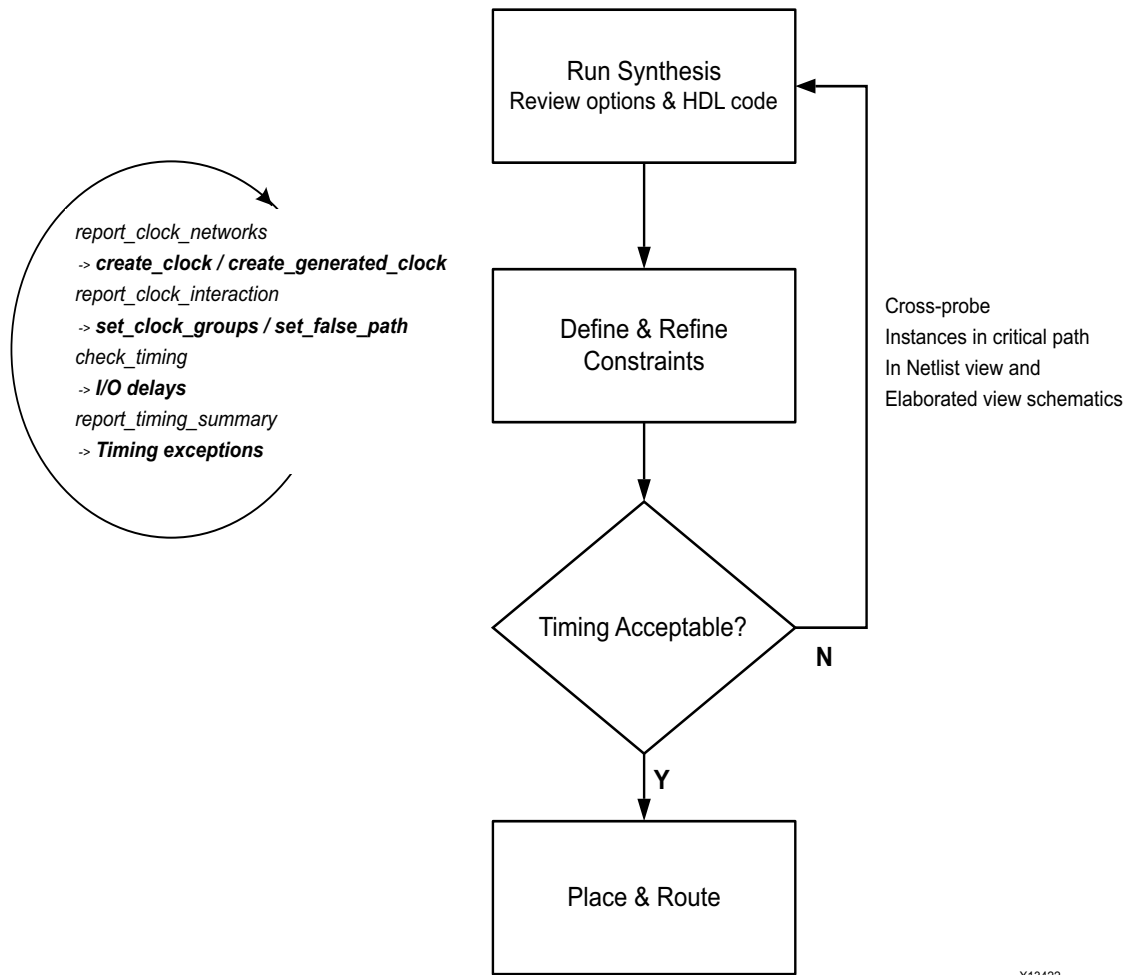 Run Synthesis
Review options & HDL code
report_clock_networks
-> create_clock / create_generated_clock
report_clock_interaction
-> set_clock_groups / set_false_path
check_timing
-> I/O delays
report_timing_summary
-> Timing exceptions
Define & Refine
Constraints
Cross-probe
Instances in critical path
In Netlist view and
Elaborated view schematics
Timing Acceptable?
N
Y
Place & Route